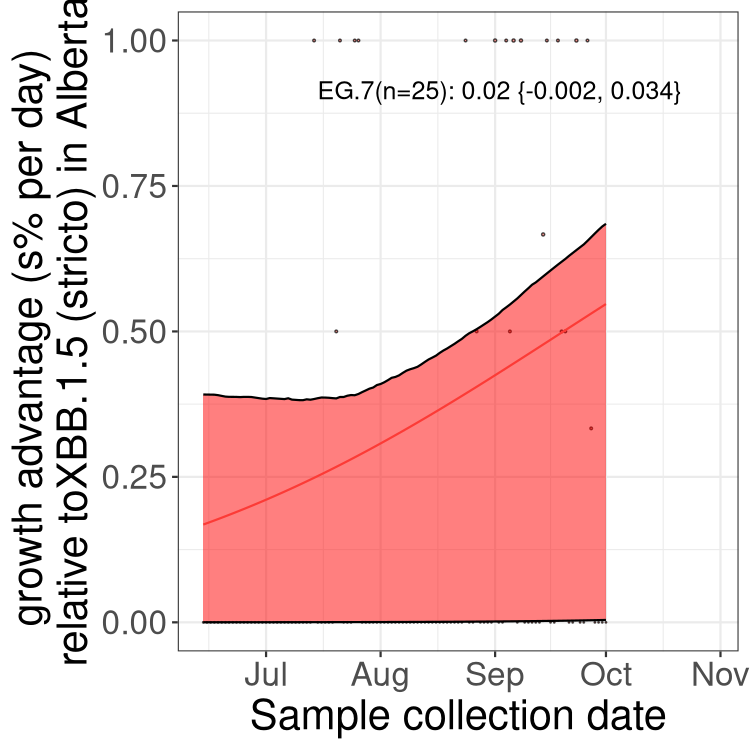 growth advantage (s% per day)
relative toXBB.1.5 (stricto) in Alberta
1.00
0.75
0.50
0.25
0.00
EG.7(n=25): 0.02 {-0.002, 0.034}
Jul Aug Sep Oct Nov
Sample collection date